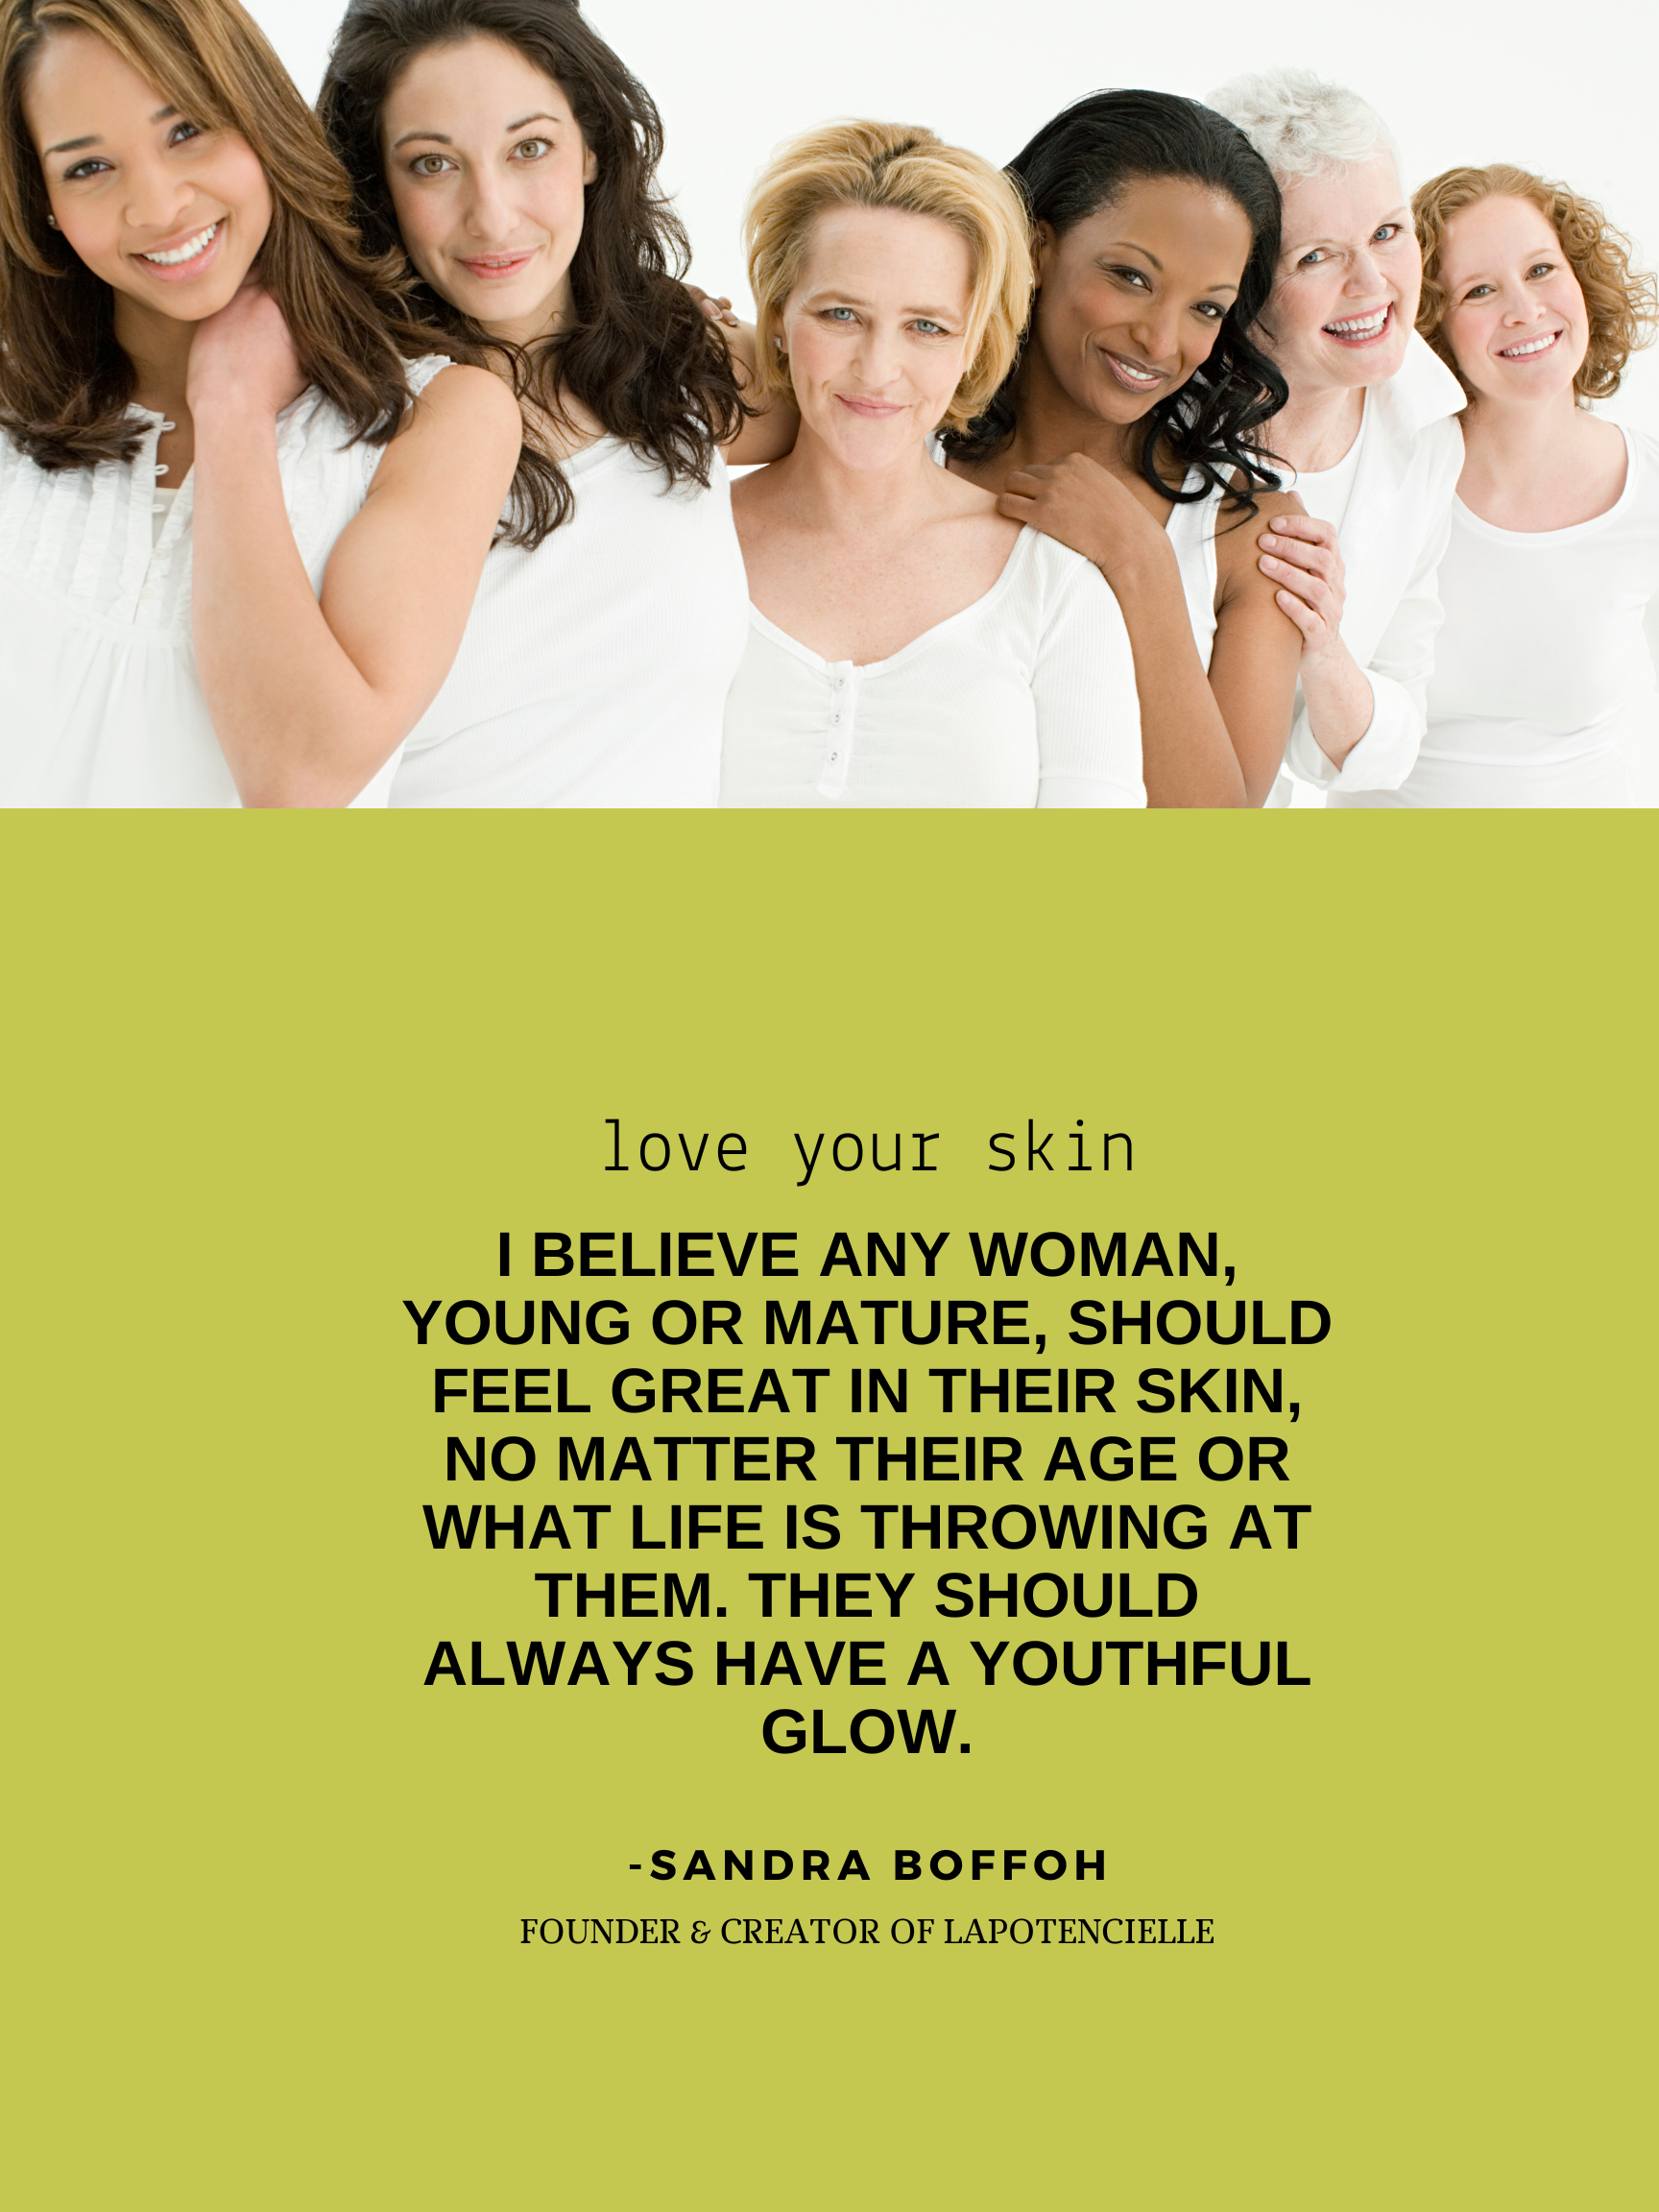 love your skin
I BELIEVE ANY WOMAN,
YOUNG OR MATURE, SHOULD
FEEL GREAT IN THEIR SKIN,
NO MATTER THEIR AGE OR
WHAT LIFE IS THROWING AT
THEM. THEY SHOULD
ALWAYS HAVE A YOUTHFUL
GLOW.
-SANDRA BOFFOH
FOUNDER & CREATOR OF LAPOTENCIELLE